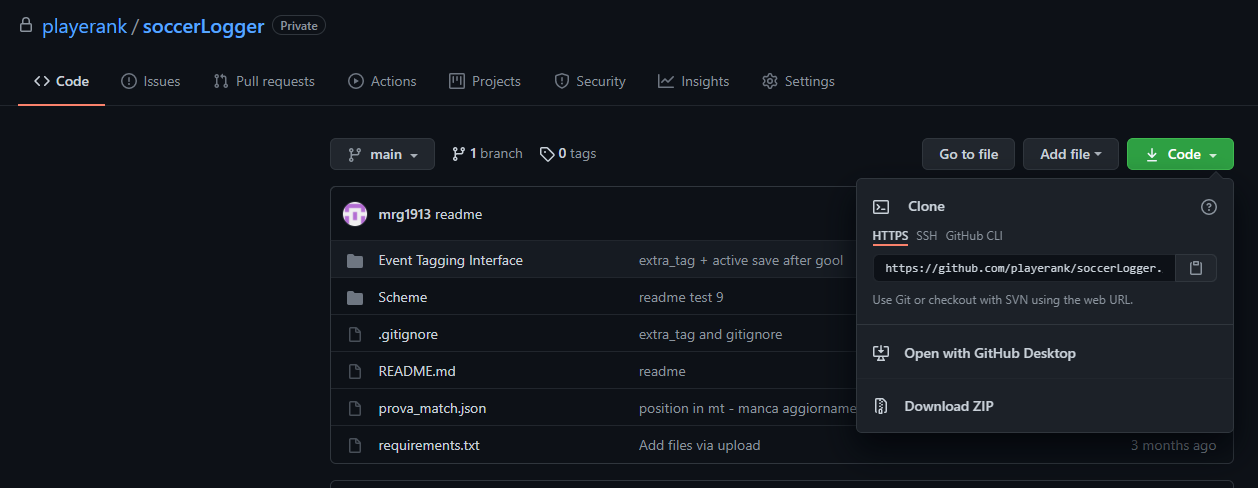 playerank / soccerLogger Private
Code Issues Pull requests Actions Projects Security Insights Settings
main 1 branch 0 tags Go to file Add file Code
mrg1913 readme
Event Tagging Interface extra_tag + active save after gool
Scheme readme test 9
.gitignore extra_tag and gitignore
README.md readme
prova_match.json position in mt - manca aggiorname
requirements.txt Add files via upload 3 months ago
Clone
HTTPS SSH GitHub CLI
https://github.com/playerank/soccerLogger.
Use Git or checkout with SVN using the web URL.
Open with GitHub Desktop
Download ZIP